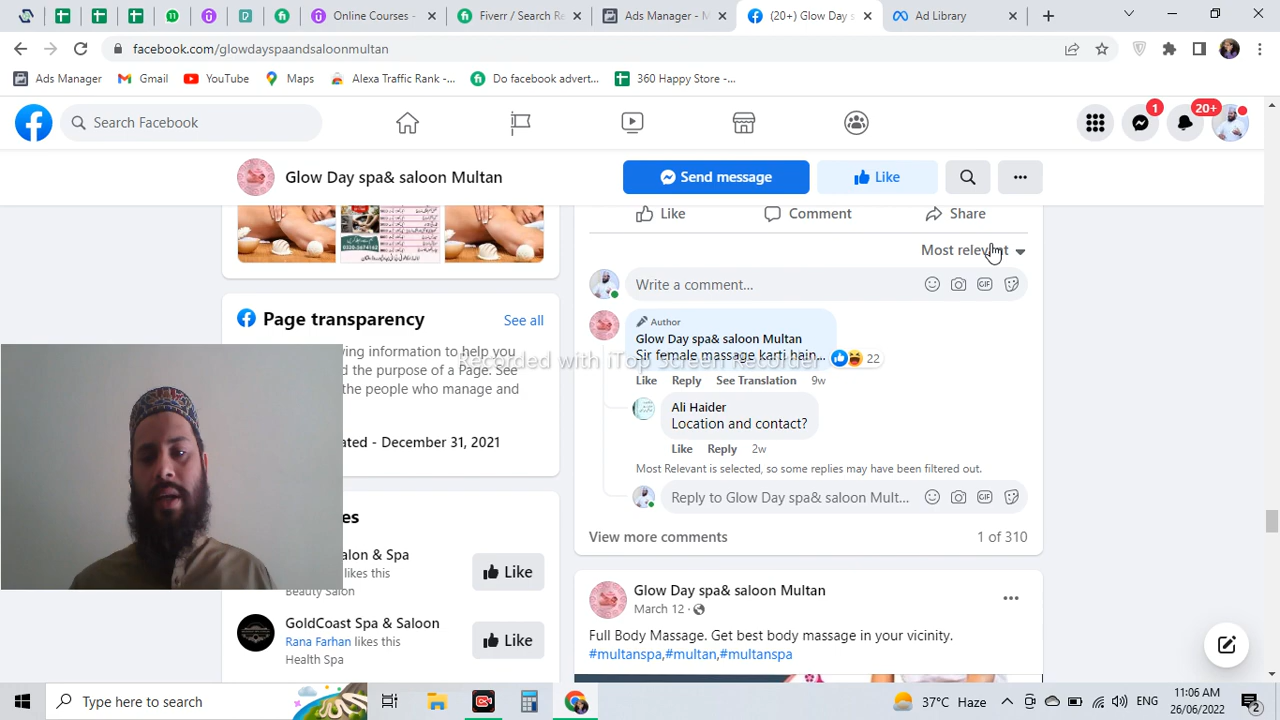 Online Courses -
Fiverr / Search Re
Ads Manager - M
(20+) Glow Day s
Ad Library
facebook.com/glowdayspaandsaloonmultan
Ads Manager
Gmail
YouTube
Maps
Alexa Traffic Rank -...
Do facebook advert...
360 Happy Store -...
Search Facebook
1
20+
Glow Day spa& saloon Multan
Send message
Like
Like
Comment
Share
Most relevant
Write a comment...
Page transparency
See all
ving information to help you
d the purpose of a Page. See
the people who manage and
ated - December 31, 2021
Author
Glow Day spa& saloon Multan
Sir female massage karti hain...
22
Recorded with iTop Screen Recorder
Like
Reply
See Translation
9w
Ali Haider
Location and contact?
Like
Reply
2w
Most Relevant is selected, so some replies may have been filtered out.
Reply to Glow Day spa& saloon Mult...
View more comments
1 of 310
es
alon & Spa
likes this
Beauty Salon
Like
GoldCoast Spa & Saloon
Rana Farhan likes this
Health Spa
Like
Glow Day spa& saloon Multan
March 12
Full Body Massage. Get best body massage in your vicinity.
#multanspa,#multan,#multanspa
Type here to search
37°C Haze
ENG
11:06 AM
26/06/2022
2